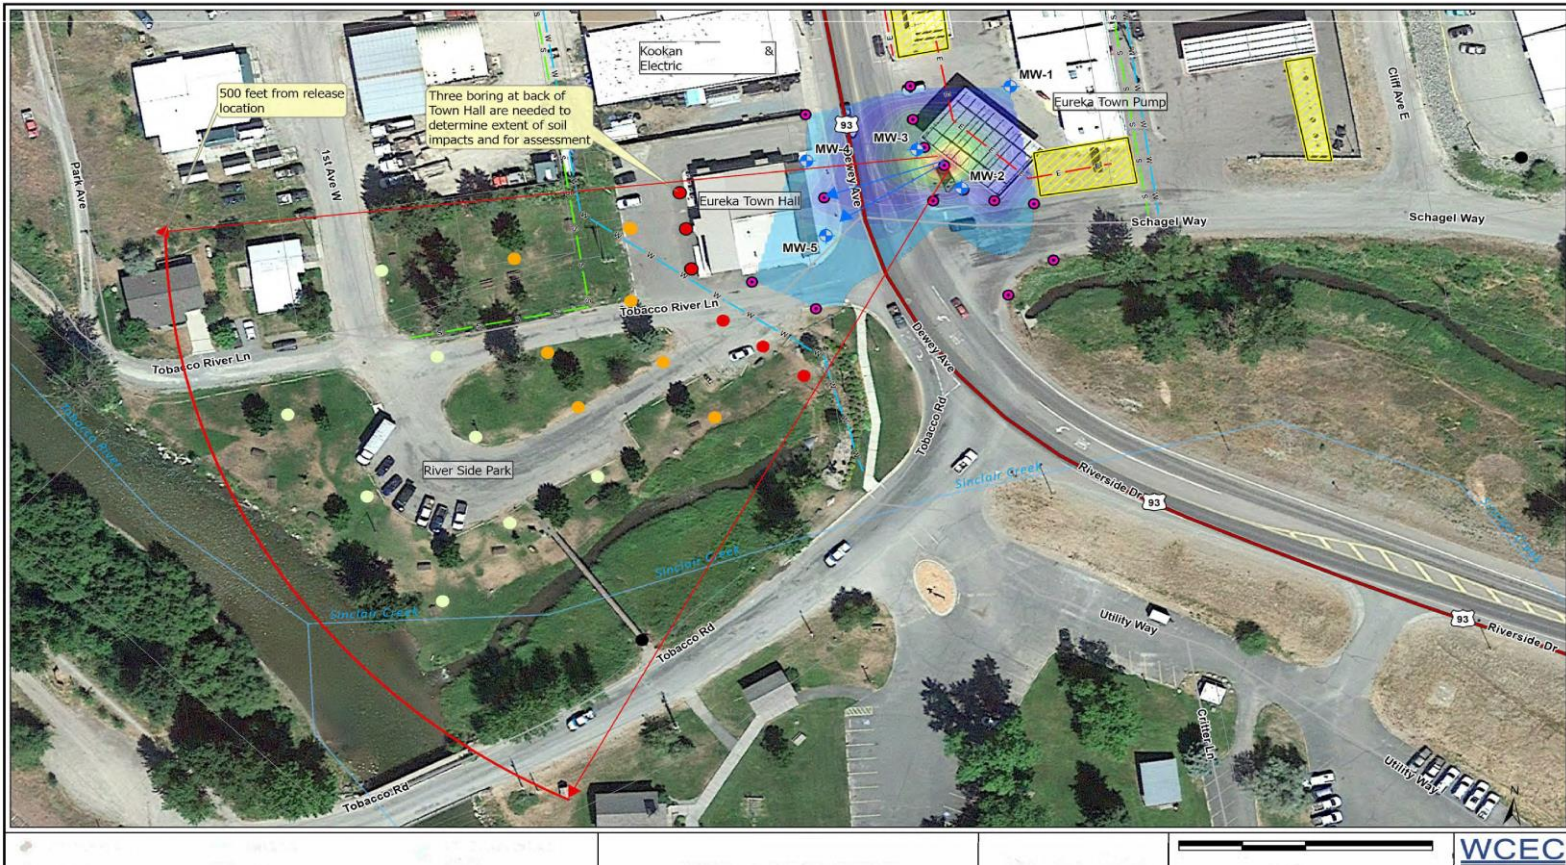 Kookan &
Electric
500 feet from release
location
Three boring at back of
Town Hall are needed to
determine extent of soil
impacts and for assessment
MW-1
Eureka Town Pump
93
MW-3
MW-4
Dewey Ave
MW-2
Eureka Town Hall
MW-5
Park Ave
1st Ave W
Cliff Ave E
Schagel Way
Schagel Way
Tobacco River Ln
Tobacco River Ln
Dewey Ave
Tobacco Rd
Tobacco River
River Side Park
Sinclair Creek
Riverside Dr
93
Sinclair Creek
Sinclair Creek
Tobacco Rd
Utility Way
93
Riverside Dr
Critter Ln
Utility Way
Tobacco Rd
N
WCEC